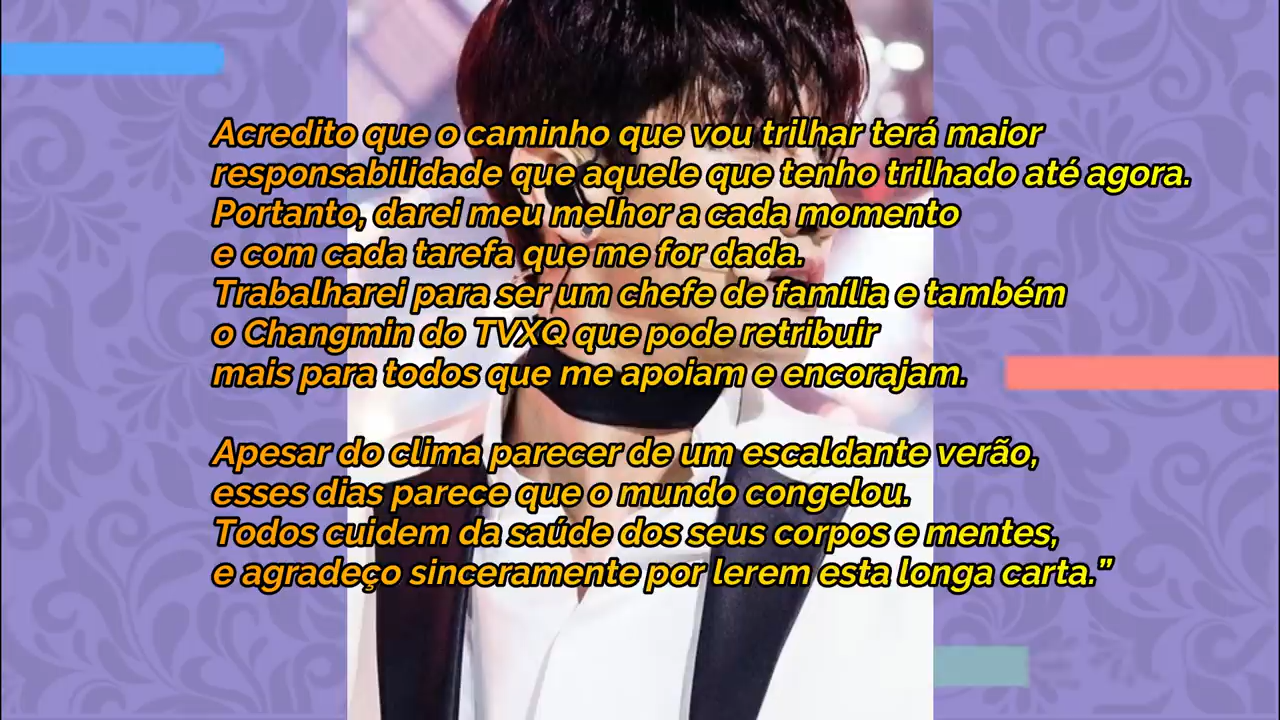 Acredito que o caminho que vou trilhar terá maior
responsabilidade que aquele que tenho trilhado até agora.
Portanto, darei meu melhor a cada momento
e com cada tarefa que me for dada.
Trabalharei para ser um chefe de família e também
o Changmin do TVXQ que pode retribuir
mais para todos que me apoiam e encorajam.
Apesar do clima parecer de um escaldante verão,
esses dias parece que o mundo congelou.
Todos cuidem da saúde dos seus corpos e mentes,
e agradeço sinceramente por lerem esta longa carta.”